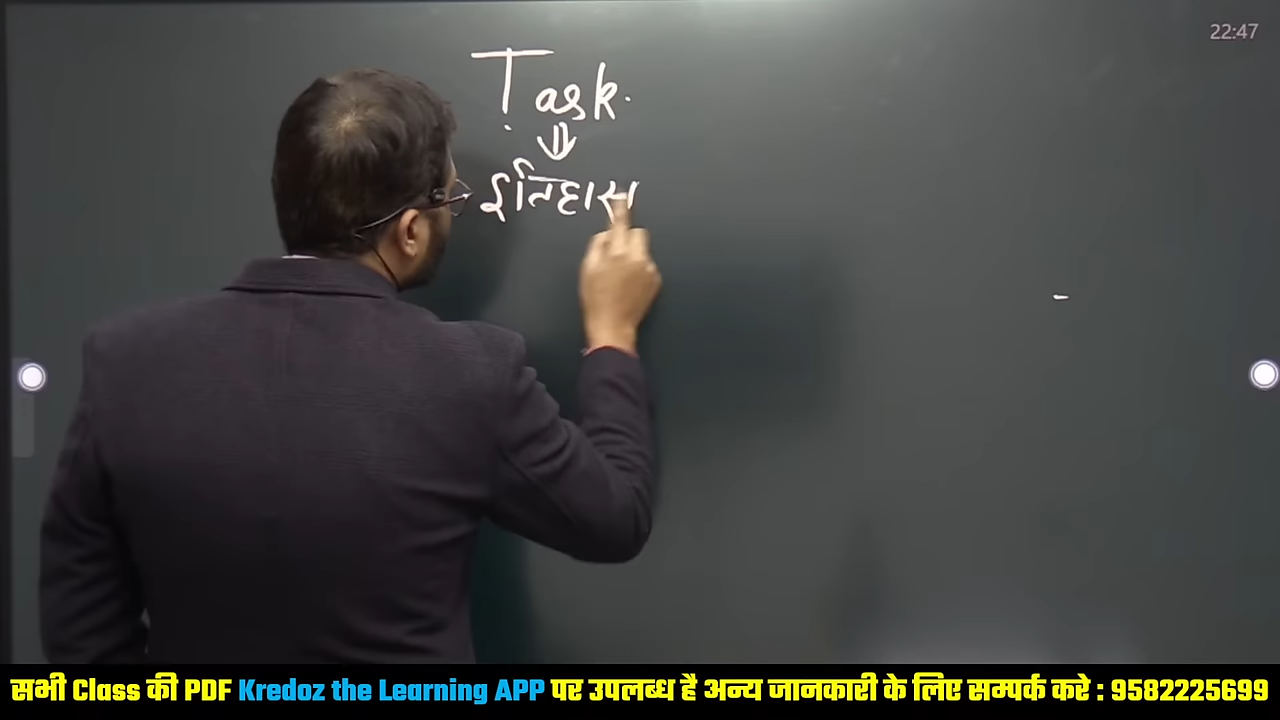 22:47
Task.
इतिहास
सभी Class की PDF Kredoz the Learning APP पर उपलब्ध है अन्य जानकारी के लिए सम्पर्क करे : 9582225699